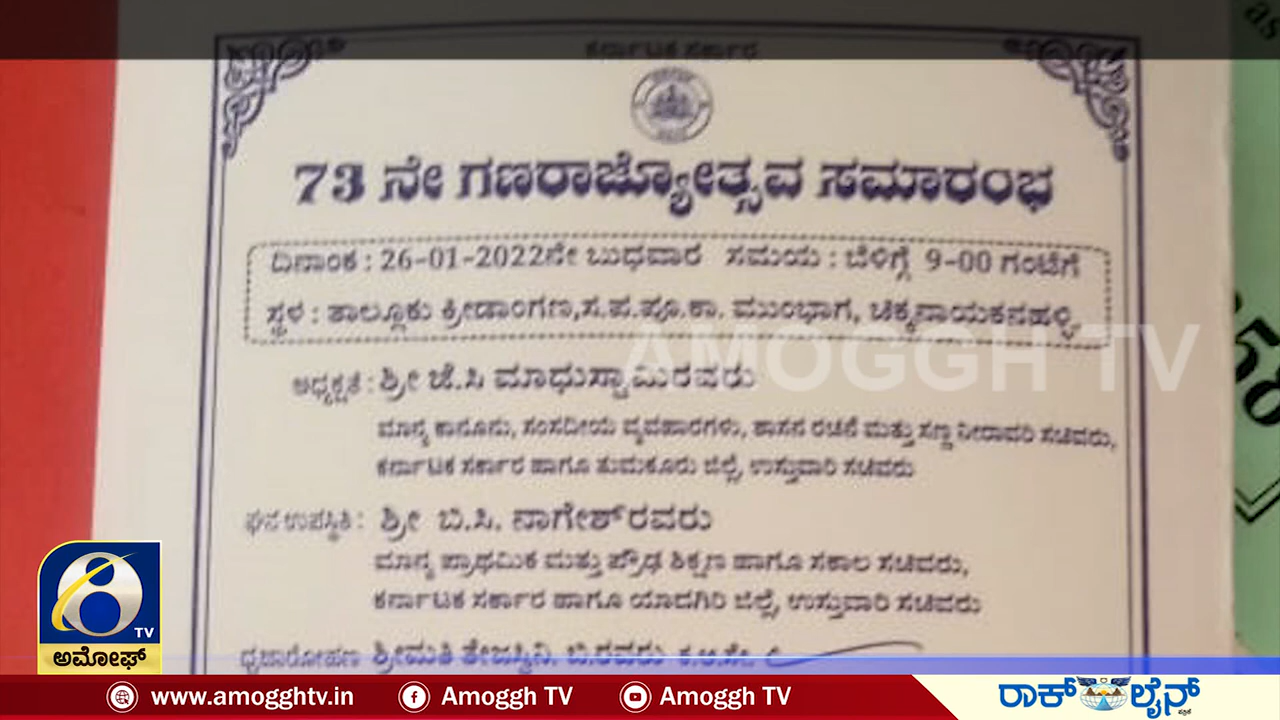 ಕರ್ನಾಟಕ ಸರ್ಕಾರ
73 ನೇ ಗಣರಾಜ್ಯೋತ್ಸವ ಸಮಾರಂಭ
ದಿನಾಂಕ : 26-01-2022ನೇ ಬುಧವಾರ ಸಮಯ : ಬೆಳಿಗ್ಗೆ 9-00 ಗಂಟೆಗೆ
ಸ್ಥಳ : ತಾಲ್ಲೂಕು ಕ್ರೀಡಾಂಗಣ,ಸ.ಪ.ಪೂ.ಕಾ. ಮುಂಭಾಗ, ಚಿಕ್ಕನಾಯಕನಹಳ್ಳಿ
AMOGGH TV
ಅಧ್ಯಕ್ಷತೆ : ಶ್ರೀ ಜೆ.ಸಿ ಮಾಧುಸ್ವಾಮಿರವರು
ಮಾನ್ಯ ಕಾನೂನು, ಸಂಸದೀಯ ವ್ಯವಹಾರಗಳು, ಶಾಸನ ರಚನೆ ಮತ್ತು ಸಣ್ಣ ನೀರಾವರಿ ಸಚಿವರು,
ಕರ್ನಾಟಕ ಸರ್ಕಾರ ಹಾಗೂ ತುಮಕೂರು ಜಿಲ್ಲೆ, ಉಸ್ತುವಾರಿ ಸಚಿವರು
ಘನ ಉಪಸ್ಥಿತಿ : ಶ್ರೀ ಬಿ.ಸಿ. ನಾಗೇಶ್‌ರವರು
ಮಾನ್ಯ ಪ್ರಾಥಮಿಕ ಮತ್ತು ಪ್ರೌಢ ಶಿಕ್ಷಣ ಹಾಗೂ ಸಕಾಲ ಸಚಿವರು,
ಕರ್ನಾಟಕ ಸರ್ಕಾರ ಹಾಗೂ ಯಾದಗಿರಿ ಜಿಲ್ಲೆ, ಉಸ್ತುವಾರಿ ಸಚಿವರು
ಧ್ವಜಾರೋಹಣ ಶ್ರೀಮತಿ ತೇಜಸ್ವಿನಿ. ಬಿ.ರವರು ಕ.ಆ.ಸೇ.
8 TV
ಅಮೋಘ್
www.amogghtv.in
Amoggh TV
Amoggh TV
ರಾಕ್ ಲೈನ್